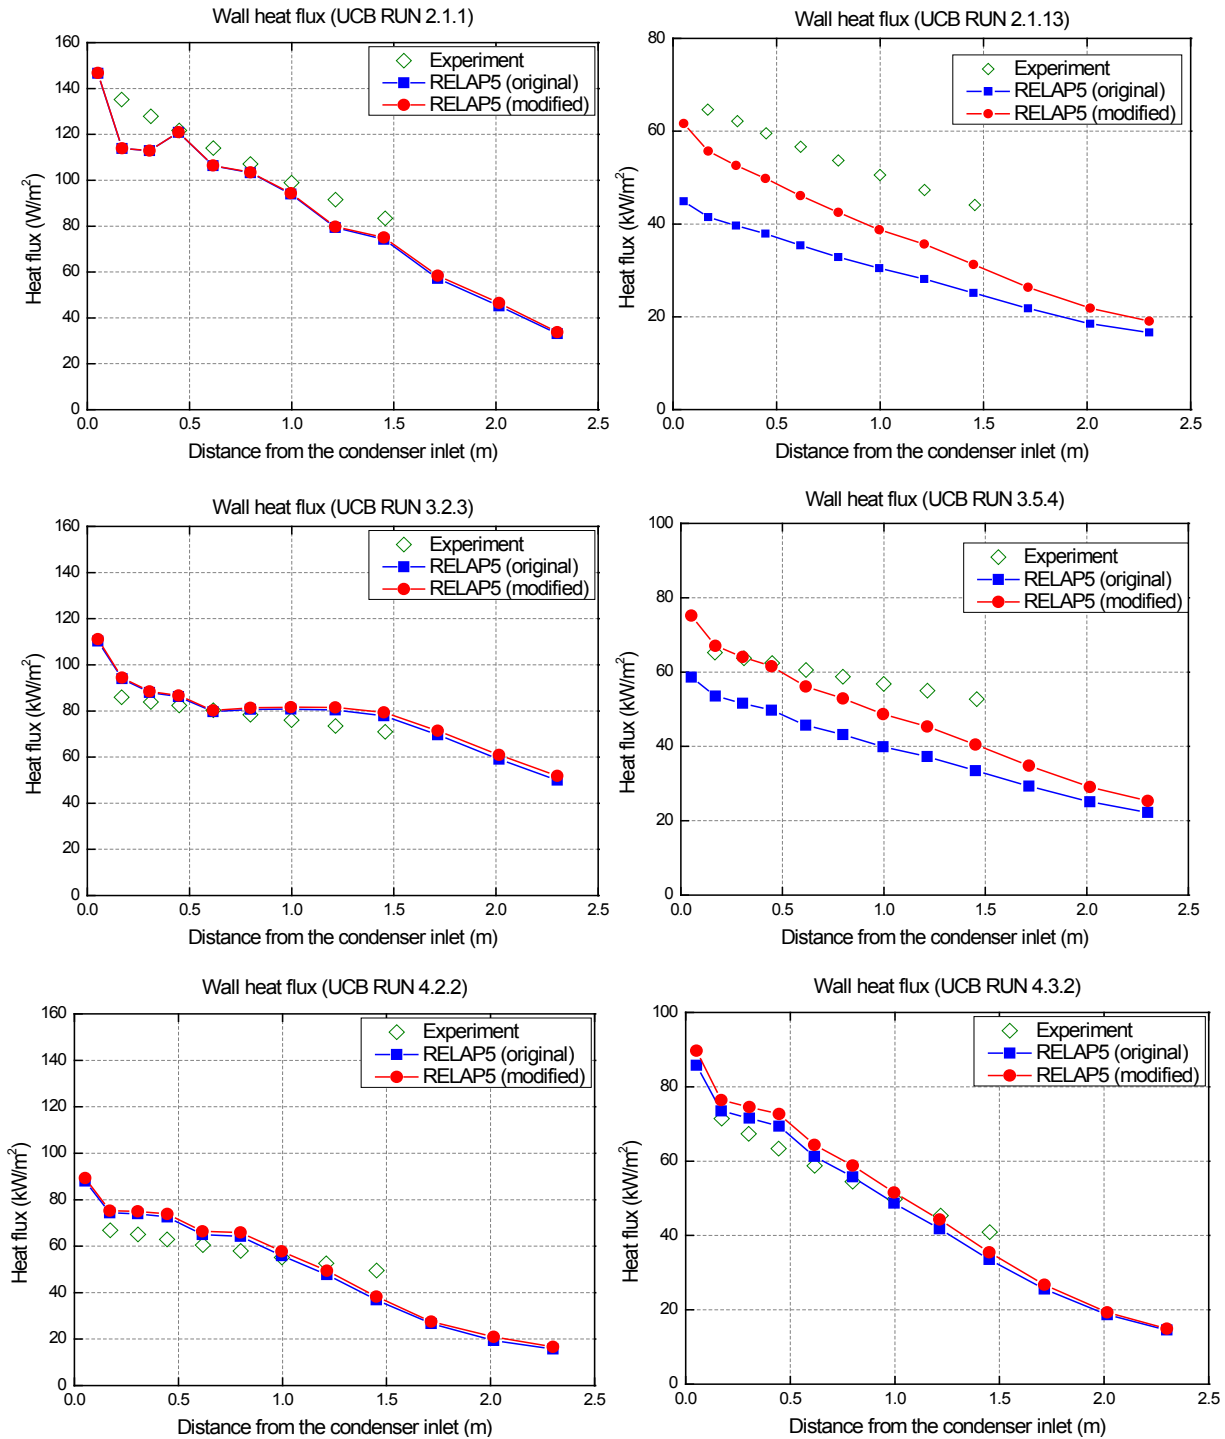 Wall heat flux (UCB RUN 2.1.1)
160
140
120
100
80
60
40
20
0
Heat flux (W/m²)
Experiment
RELAP5 (original)
RELAP5 (modified)
0.0 0.5 1.0 1.5 2.0 2.5
Distance from the condenser inlet (m)
Wall heat flux (UCB RUN 2.1.13)
80
60
40
20
0
Heat flux (kW/m²)
Experiment
RELAP5 (original)
RELAP5 (modified)
0.0 0.5 1.0 1.5 2.0 2.5
Distance from the condenser inlet (m)
Wall heat flux (UCB RUN 3.2.3)
160
140
120
100
80
60
40
20
0
Heat flux (kW/m²)
Experiment
RELAP5 (original)
RELAP5 (modified)
0.0 0.5 1.0 1.5 2.0 2.5
Distance from the condenser inlet (m)
Wall heat flux (UCB RUN 3.5.4)
100
80
60
40
20
0
Heat flux (kW/m²)
Experiment
RELAP5 (original)
RELAP5 (modified)
0.0 0.5 1.0 1.5 2.0 2.5
Distance from the condenser inlet (m)
Wall heat flux (UCB RUN 4.2.2)
160
140
120
100
80
60
40
20
0
Heat flux (kW/m²)
Experiment
RELAP5 (original)
RELAP5 (modified)
0.0 0.5 1.0 1.5 2.0 2.5
Distance from the condenser inlet (m)
Wall heat flux (UCB RUN 4.3.2)
100
80
60
40
20
0
Heat flux (kW/m²)
Experiment
RELAP5 (original)
RELAP5 (modified)
0.0 0.5 1.0 1.5 2.0 2.5
Distance from the condenser inlet (m)